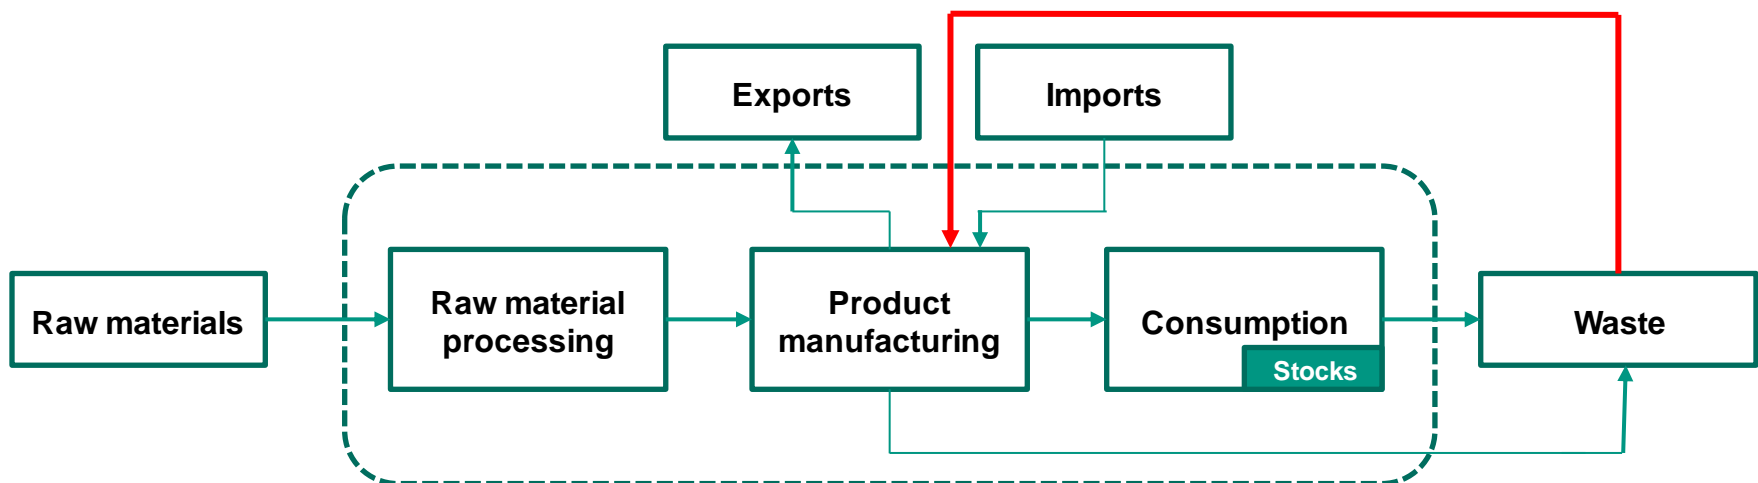 Exports
Imports
Raw materials
Raw material
processing
Product
manufacturing
Consumption
Stocks
Waste